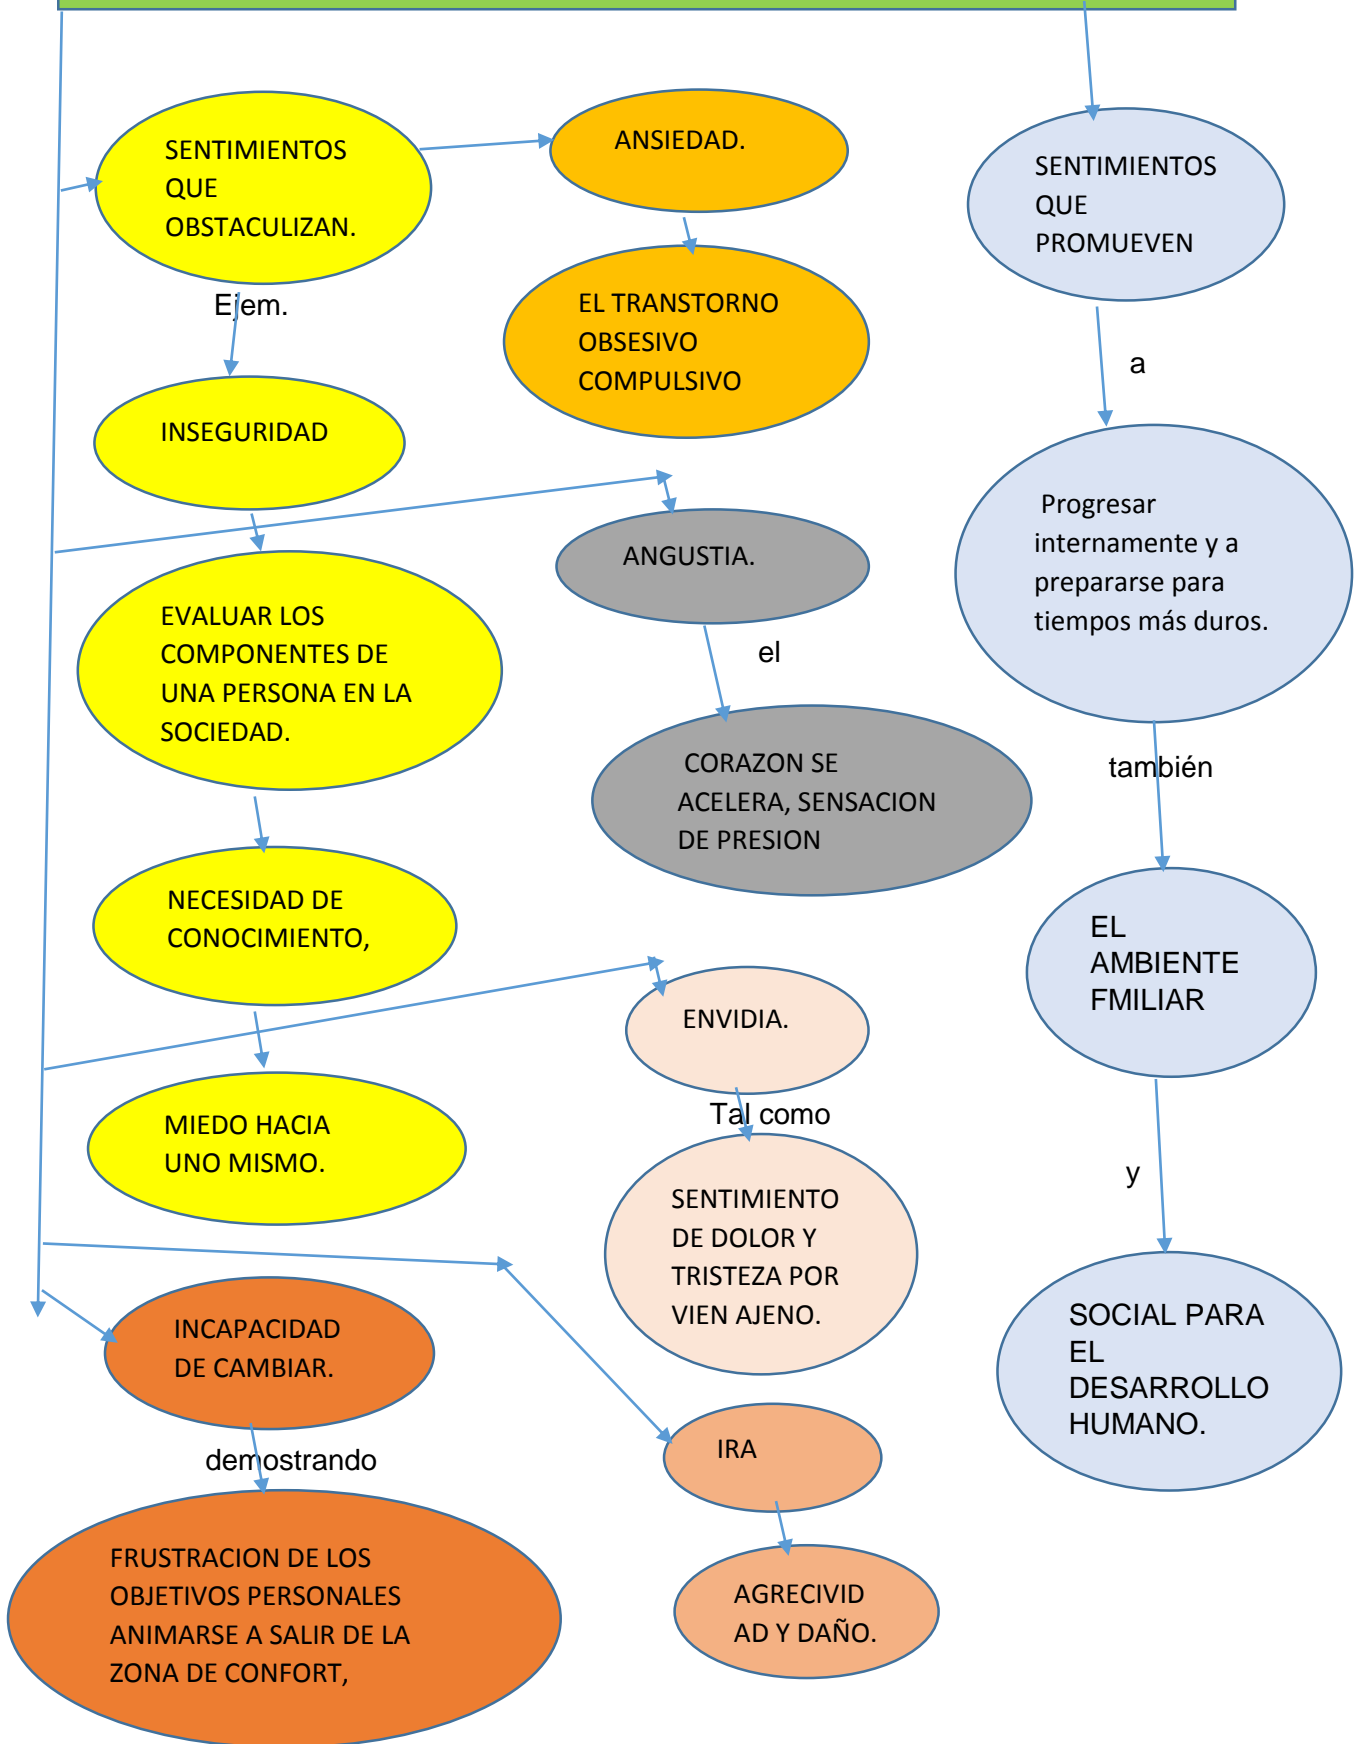 SENTIMIENTOS
QUE
OBSTACULIZAN.
Ejem.
INSEGURIDAD
EVALUAR LOS
COMPONENTES DE
UNA PERSONA EN LA
SOCIEDAD.
NECESIDAD DE
CONOCIMIENTO,
MIEDO HACIA
UNO MISMO.
INCAPACIDAD
DE CAMBIAR.
demostrando
FRUSTRACION DE LOS
OBJETIVOS PERSONALES
ANIMARSE A SALIR DE LA
ZONA DE CONFORT,
ANSIEDAD.
EL TRANSTORNO
OBSESIVO
COMPULSIVO
ANGUSTIA.
el
CORAZON SE
ACELERA, SENSACION
DE PRESION
ENVIDIA.
Tal como
SENTIMIENTO
DE DOLOR Y
TRISTEZA POR
VIEN AJENO.
IRA
AGRECIVID
AD Y DAÑO.
SENTIMIENTOS
QUE
PROMUEVEN
a
Progresar
internamente y a
prepararse para
tiempos más duros.
también
EL
AMBIENTE
FMILIAR
y
SOCIAL PARA
EL
DESARROLLO
HUMANO.